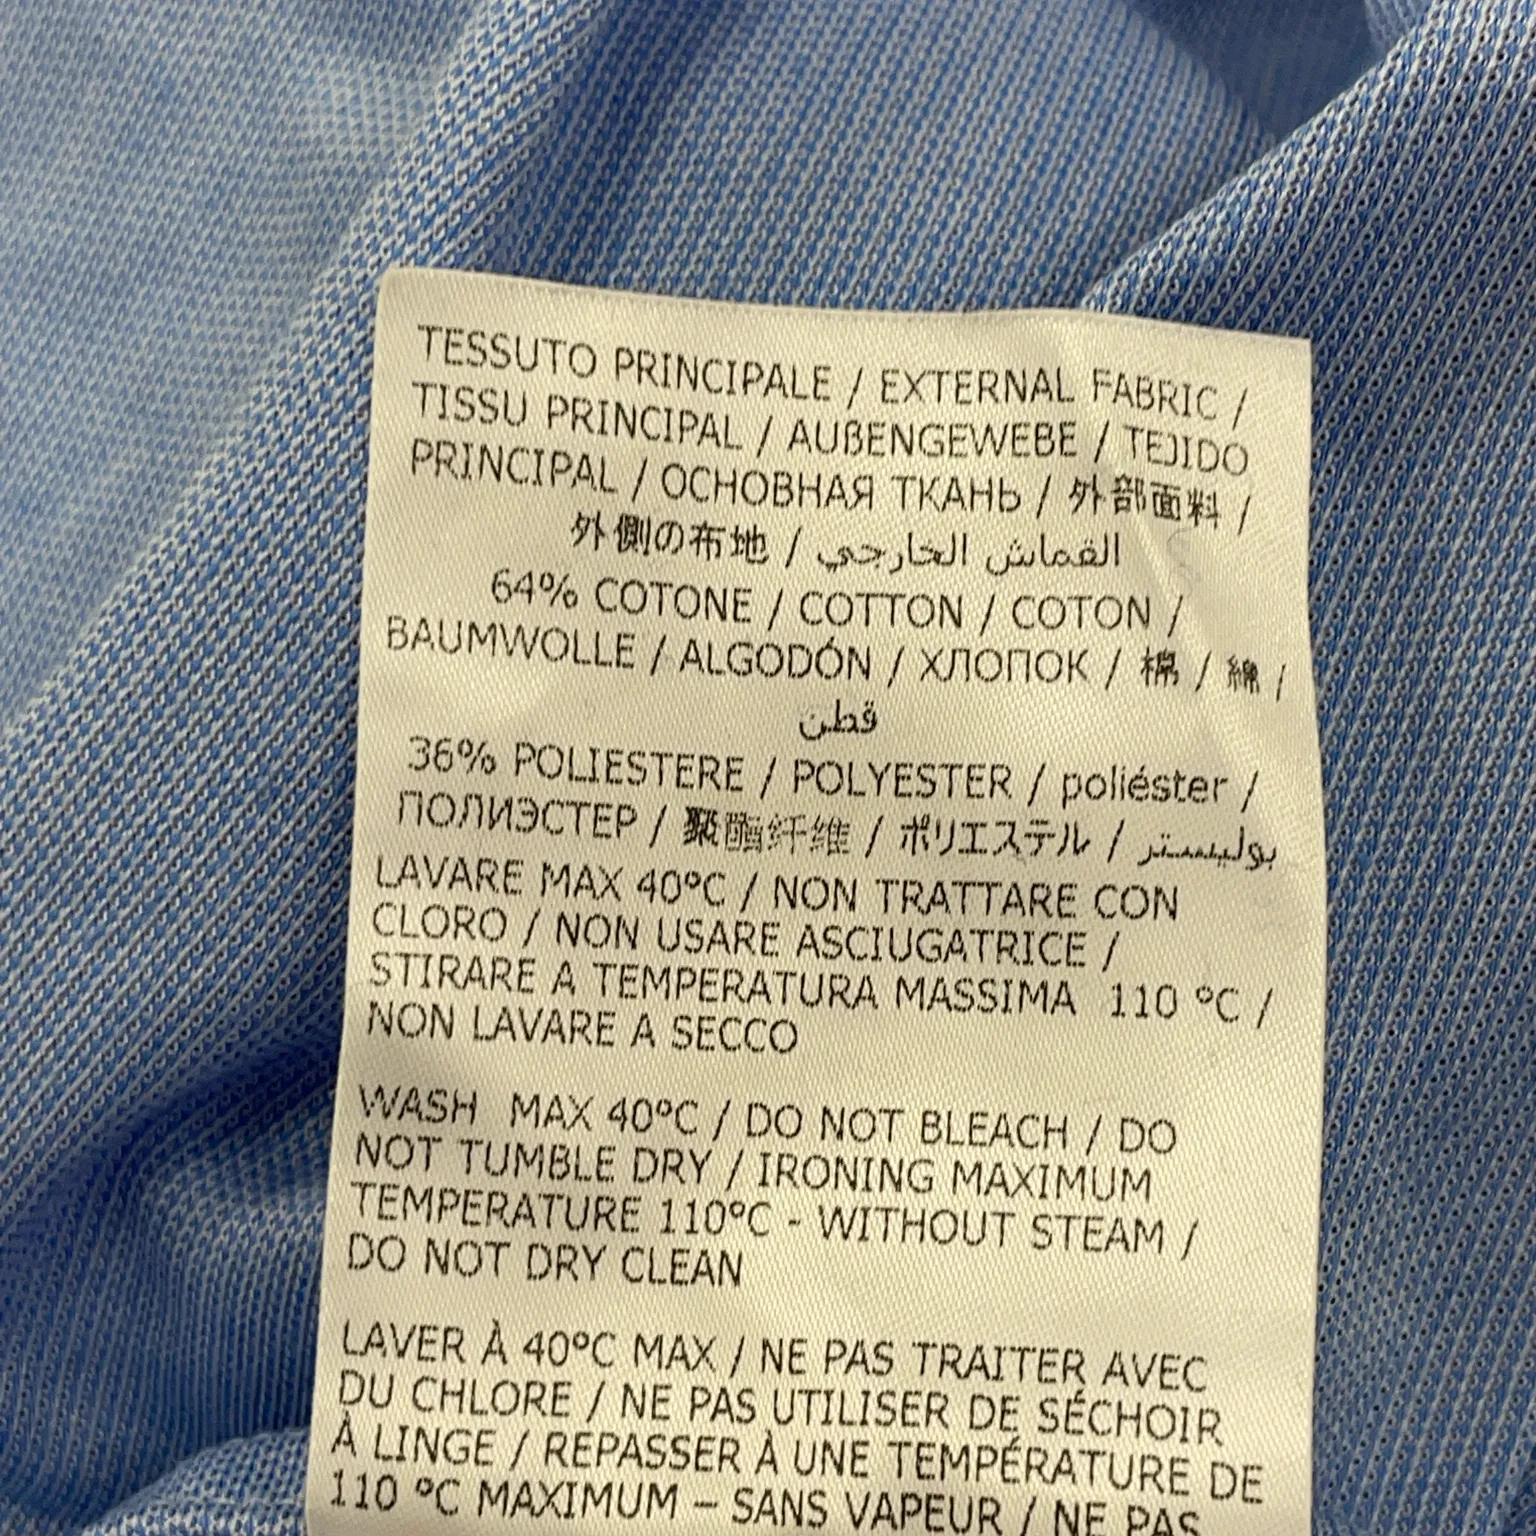 TESSUTO PRINCIPALE / EXTERNAL FABRIC /
TISSU PRINCIPAL / AUßENGEWEBE / TEJIDO
PRINCIPAL / ОСНОВНАЯ ТКАНЬ / 外部面料 /
外側の布地 / القماش الخارجي
64% COTONE / COTTON / COTON /
BAUMWOLLE / ALGODÓN / ХЛОПОК / 棉 / 綿 /
قطن
36% POLIESTERE / POLYESTER / poliéster /
ПОЛИЭСТЕР / 聚酯纤维 / ポリエステル / بوليستر
LAVARE MAX 40°C / NON TRATTARE CON
CLORO / NON USARE ASCIUGATRICE /
STIRARE A TEMPERATURA MASSIMA 110 °C /
NON LAVARE A SECCO
WASH MAX 40°C / DO NOT BLEACH / DO
NOT TUMBLE DRY / IRONING MAXIMUM
TEMPERATURE 110°C - WITHOUT STEAM /
DO NOT DRY CLEAN
LAVER À 40°C MAX / NE PAS TRAITER AVEC
DU CHLORE / NE PAS UTILISER DE SÉCHOIR
À LINGE / REPASSER À UNE TEMPÉRATURE DE
110 °C MAXIMUM – SANS VAPEUR / NE PAS